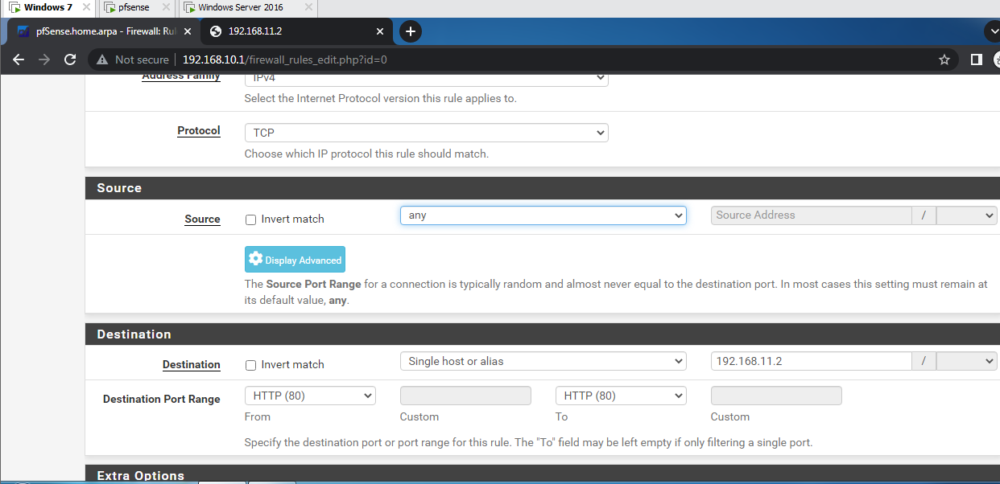 Windows 7
pfsense
Windows Server 2016
pfSense.home.arpa - Firewall: Rul
192.168.11.2
Not secure
192.168.10.1/firewall_rules_edit.php?id=0
Address Family
IPv4
Select the Internet Protocol version this rule applies to.
Protocol
TCP
Choose which IP protocol this rule should match.
Source
Source
Invert match
any
Source Address
/
Display Advanced
The Source Port Range for a connection is typically random and almost never equal to the destination port. In most cases this setting must remain at
its default value, any.
Destination
Destination
Invert match
Single host or alias
192.168.11.2
/
Destination Port Range
HTTP (80)
HTTP (80)
From
Custom
To
Custom
Specify the destination port or port range for this rule. The "To" field may be left empty if only filtering a single port.
Extra Options